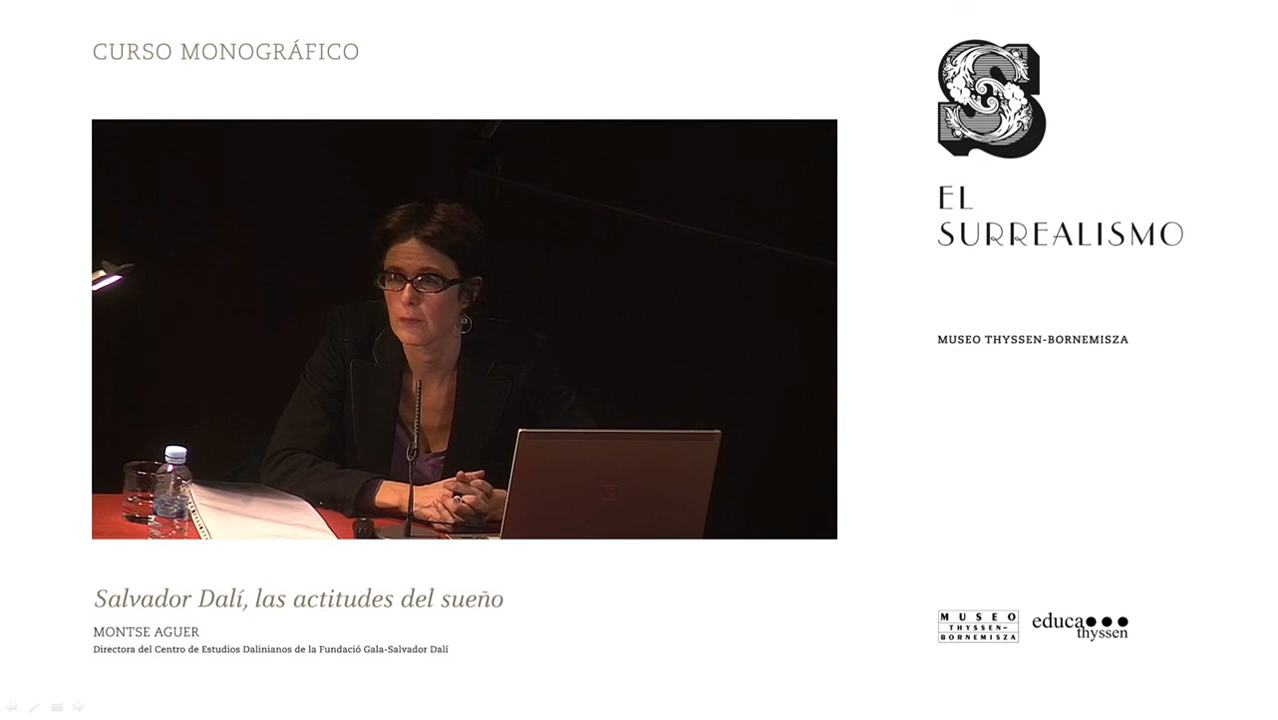 CURSO MONOGRÁFICO
S
EL
SURREALISMO
MUSEO THYSSEN-BORNEMISZA
Salvador Dalí, las actitudes del sueño
MONTSE AGUER
Directora del Centro de Estudios Dalinianos de la Fundació Gala-Salvador Dalí
MUSEO
THYSSEN-
BORNEMISZA
educa
thyssen